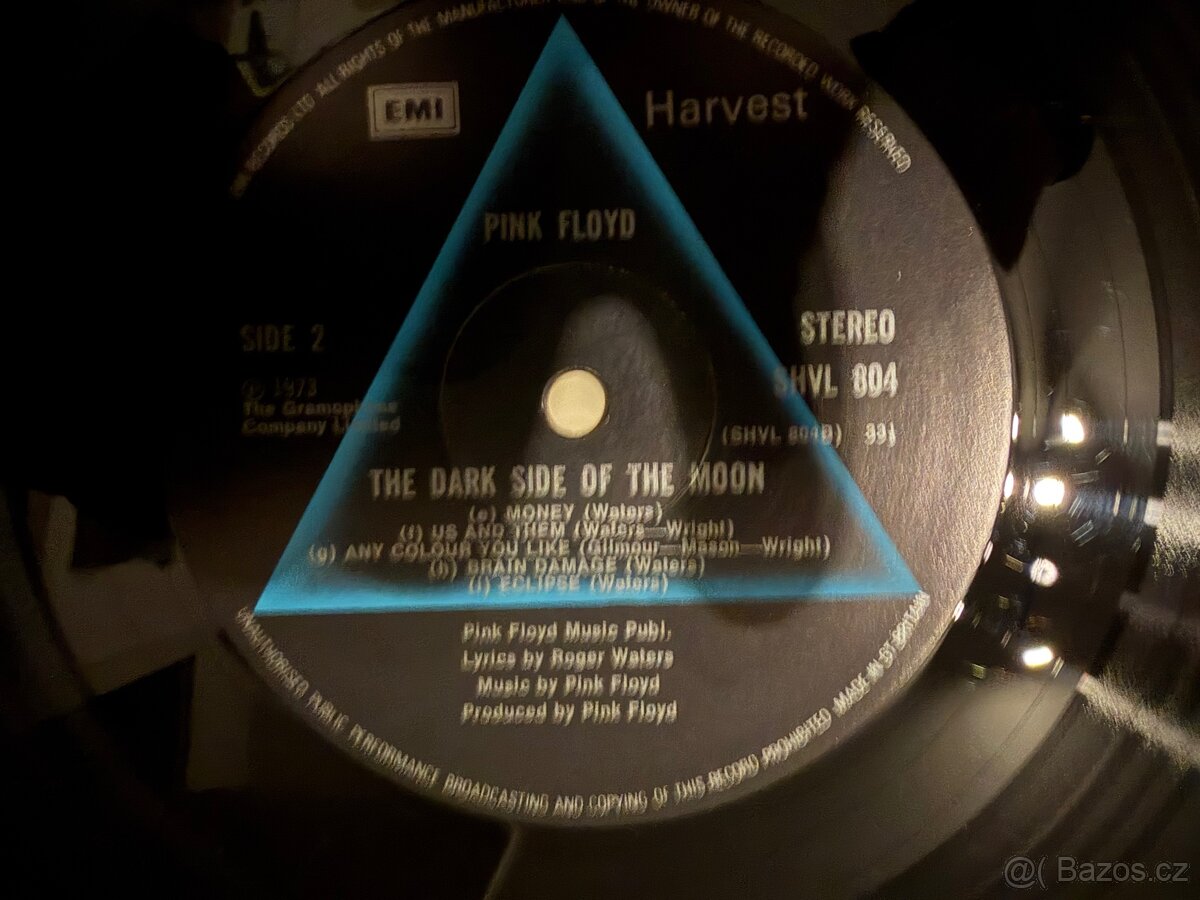 RECORDS LTD · ALL RIGHTS OF THE MANUFACTURER AND OF THE OWNER OF THE RECORDED WORK RESERVED
EMI
Harvest
PINK FLOYD
SIDE 2
STEREO
℗ 1973
SHVL 804
The Gramophone
Company Limited
(SHVL 804B) 33⅓
THE DARK SIDE OF THE MOON
(e) MONEY (Waters)
(f) US AND THEM (Waters—Wright)
(g) ANY COLOUR YOU LIKE (Gilmour—Mason—Wright)
(h) BRAIN DAMAGE (Waters)
(i) ECLIPSE (Waters)
Pink Floyd Music Publ.
Lyrics by Roger Waters
Music by Pink Floyd
Produced by Pink Floyd
UNAUTHORISED PUBLIC PERFORMANCE BROADCASTING AND COPYING OF THIS RECORD PROHIBITED · MADE IN
@( Bazos.cz